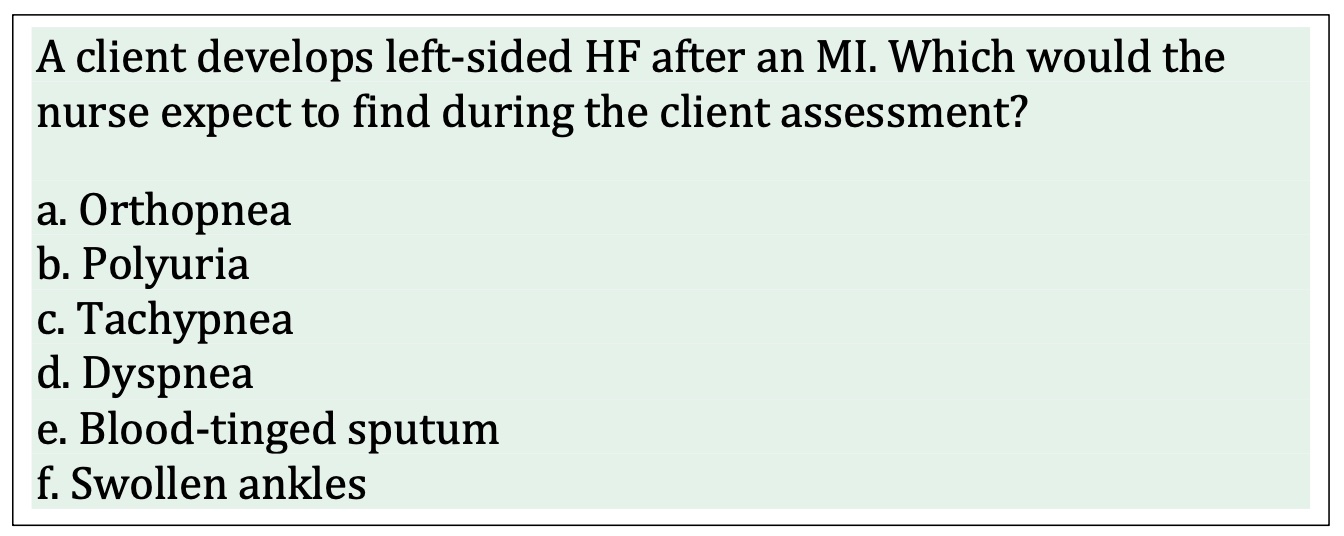 A client develops left-sided HF after an MI. Which would the
nurse expect to find during the client assessment?
a. Orthopnea
b. Polyuria
c. Tachypnea
d. Dyspnea
e. Blood-tinged sputum
f. Swollen ankles